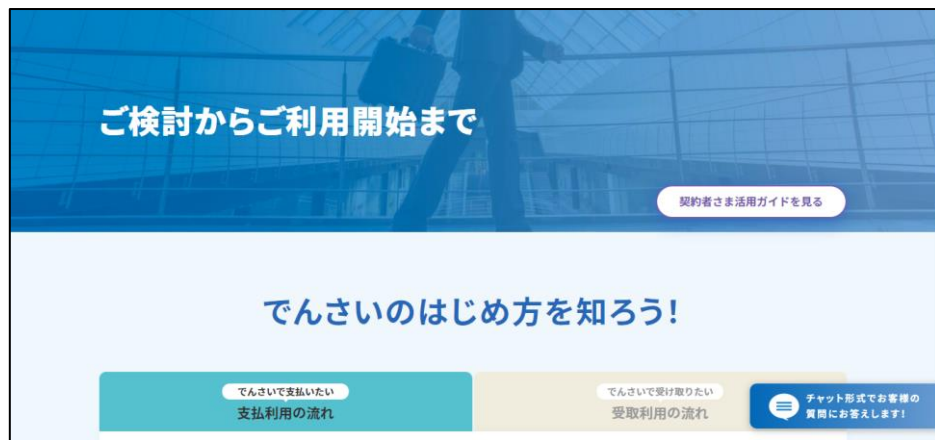 ご検討からご利用開始まで
契約者さま活用ガイドを見る
でんさいのはじめ方を知ろう!
でんさいで支払いたい
支払利用の流れ
でんさいで受け取りたい
受取利用の流れ
チャット形式でお客様の
質問にお答えします!